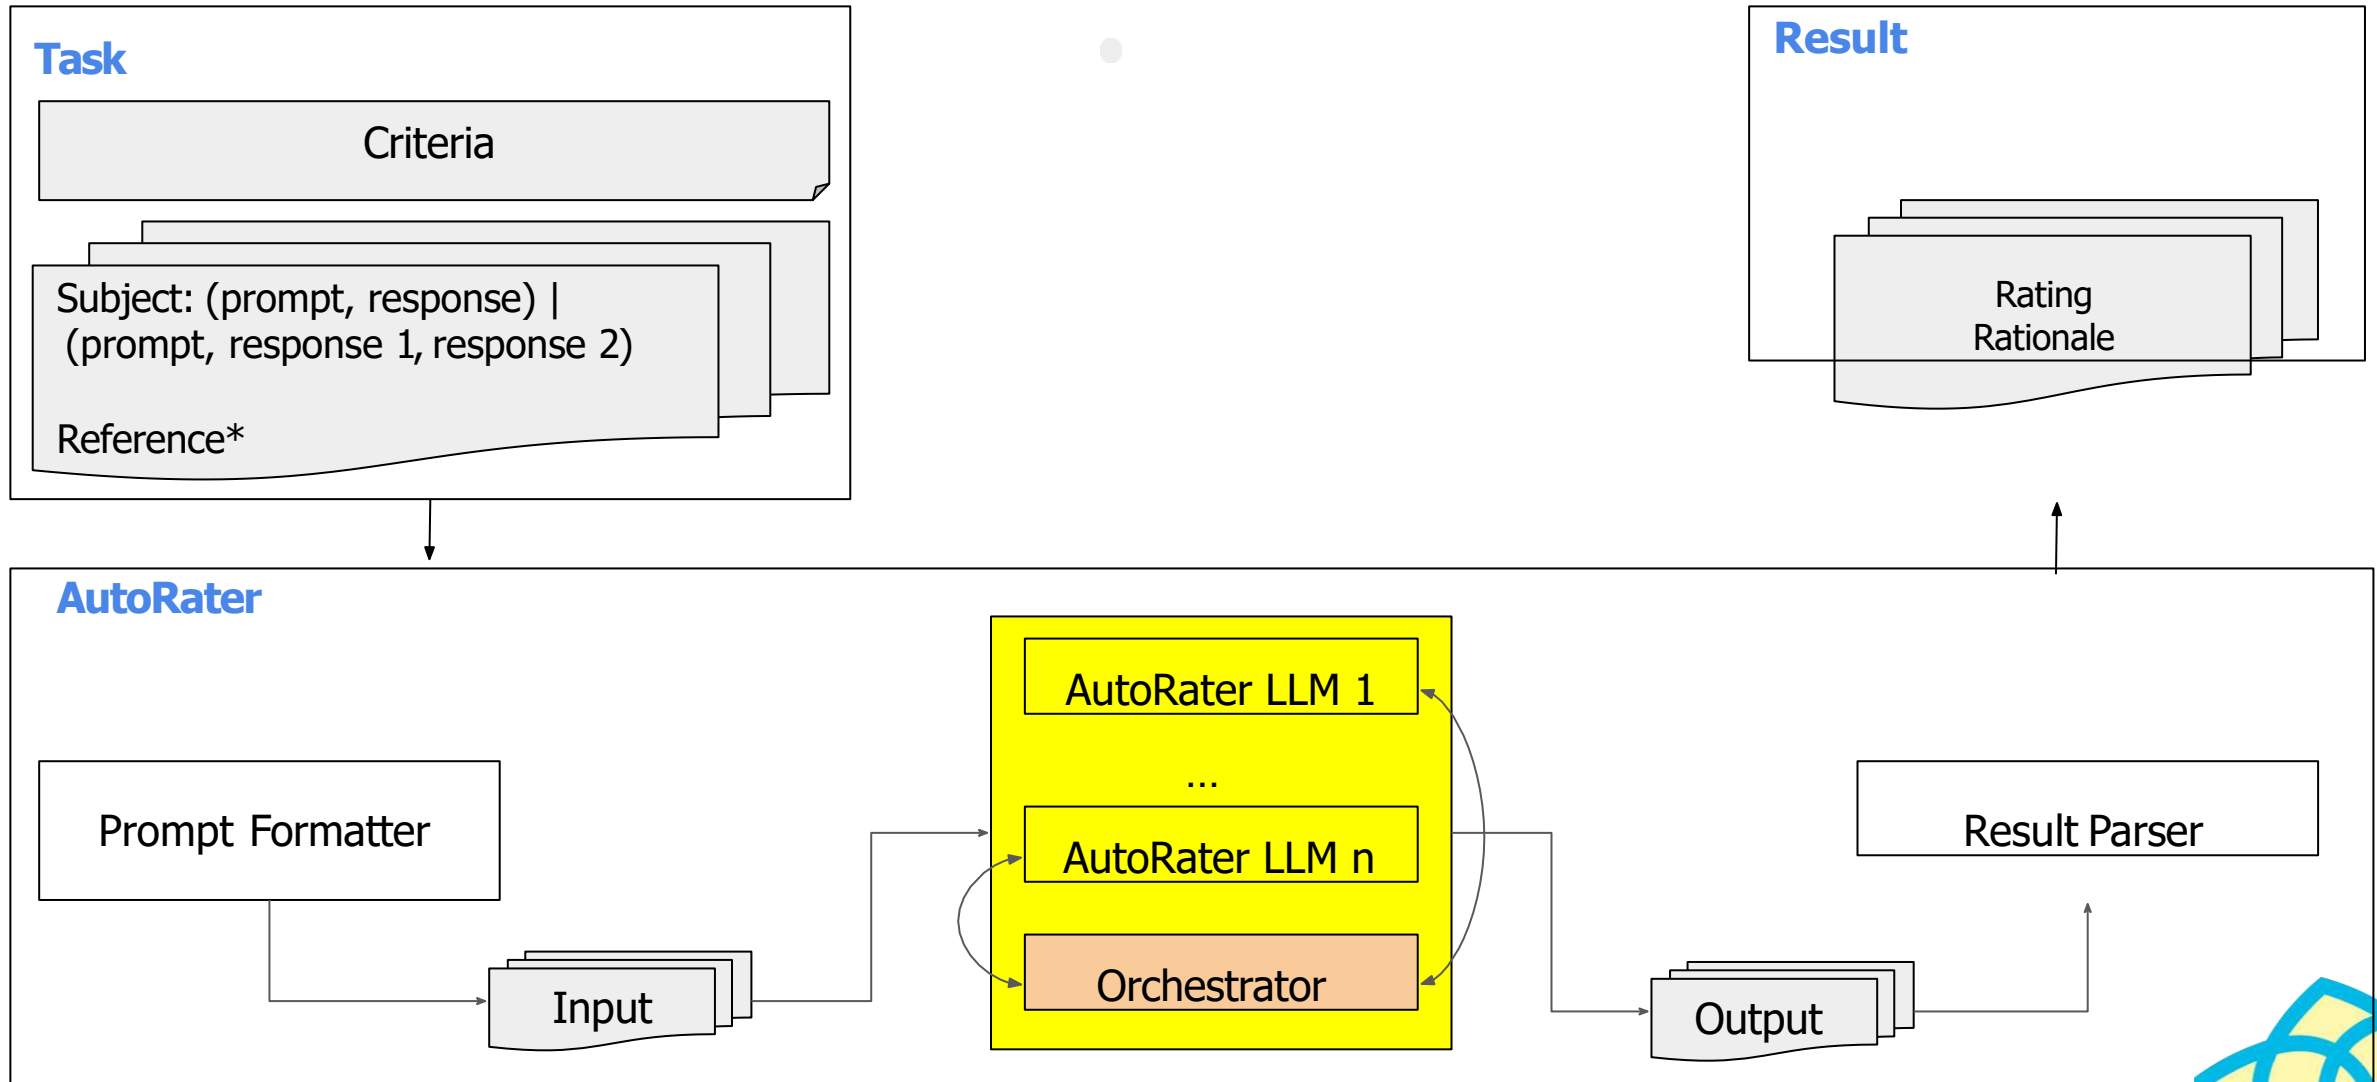 Task
Criteria
Subject: (prompt, response) |
(prompt, response 1, response 2)
Reference*
Result
Rating
Rationale
AutoRater
Prompt Formatter
Input
AutoRater LLM 1
...
AutoRater LLM n
Orchestrator
Output
Result Parser